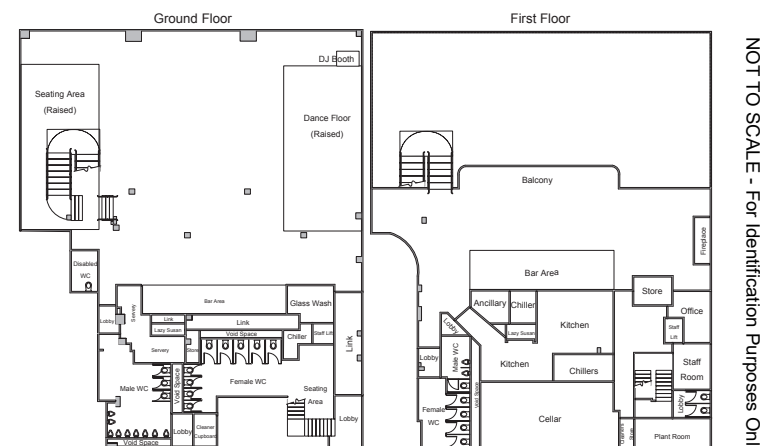 Ground Floor
First Floor
DJ Booth
Seating Area
(Raised)
Dance Floor
(Raised)
Disabled
WC
Bar Area
Glass Wash
Lobby
Servery
Link
Link
Lazy Susan
Void Space
Chiller
Staff Lift
Link
Servery
Store
Male WC
Void Space
Female WC
Seating
Area
Lobby
Lobby
Cleaner
Cupboard
Void Space
Balcony
Fireplace
Bar Area
Store
Ancillary
Chiller
Kitchen
Office
Lobby
Lazy Susan
Staff
Lift
Lobby
Male WC
Kitchen
Chillers
Staff
Room
Void Space
Lobby
Female
WC
Cellar
Cleaners
Store
Plant Room
NOT TO SCALE - For Identification Purposes Onl